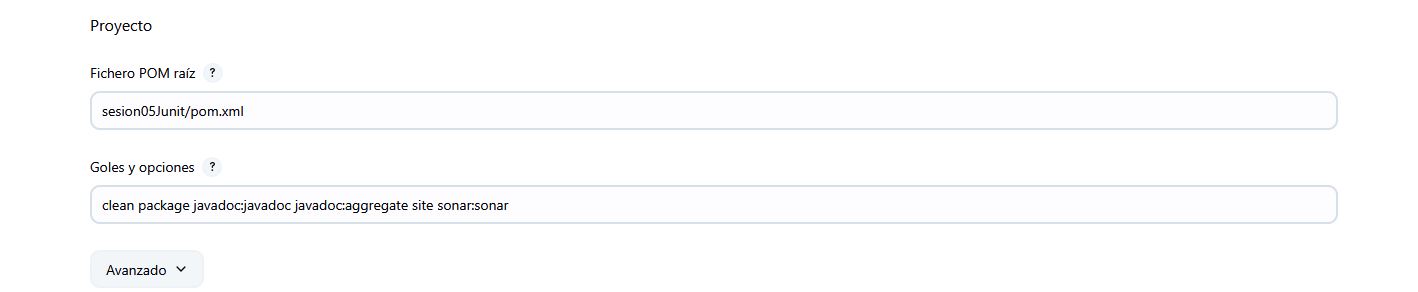 Proyecto
Fichero POM raíz ?
sesion05Junit/pom.xml
Goles y opciones ?
clean package javadoc:javadoc javadoc:aggregate site sonar:sonar
Avanzado